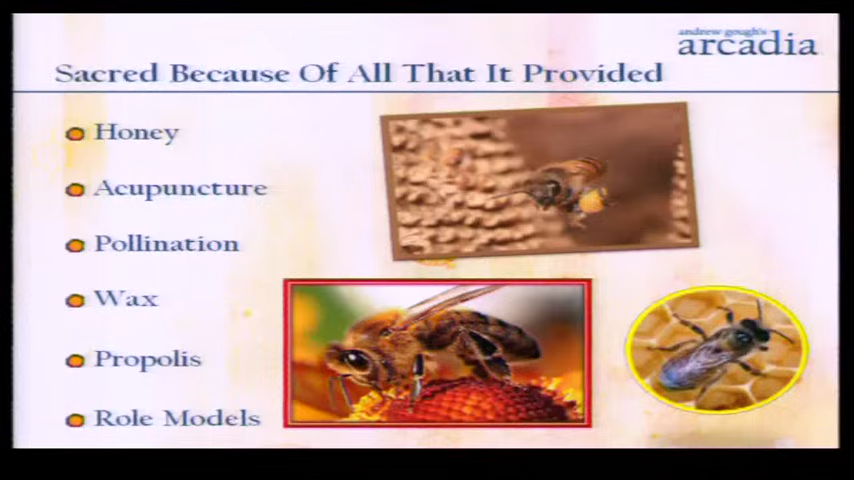 andrew gough's
arcadia
Sacred Because Of All That It Provided
Honey
Acupuncture
Pollination
Wax
Propolis
Role Models